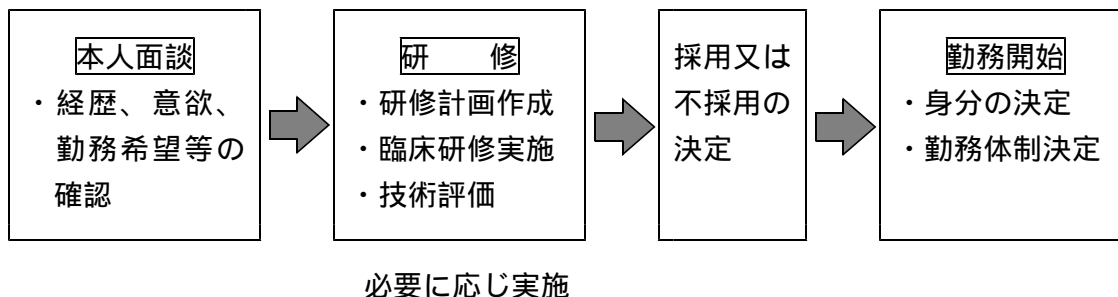 本人面談
・経歴、意欲、
勤務希望等の
確認
研　　修
・研修計画作成
・臨床研修実施
・技術評価
採用又は
不採用の
決定
勤務開始
・身分の決定
・勤務体制決定
必要に応じ実施